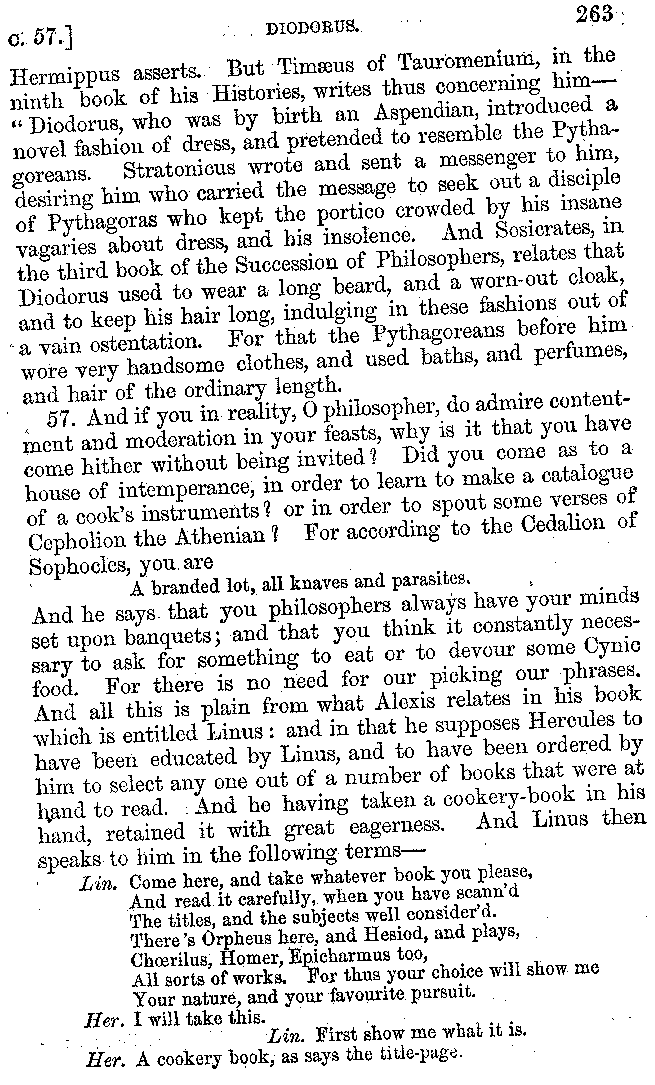 c. 57.] DIODORUS. 263
Hermippus asserts. But Timæus of Tauromenium, in the
ninth book of his Histories, writes thus concerning him—
“Diodorus, who was by birth an Aspendian, introduced a
novel fashion of dress, and pretended to resemble the Pytha-
goreans. Stratonicus wrote and sent a messenger to him,
desiring him who carried the message to seek out a disciple
of Pythagoras who kept the portico crowded by his insane
vagaries about dress, and his insolence. And Sosicrates, in
the third book of the Succession of Philosophers, relates that
Diodorus used to wear a long beard, and a worn-out cloak,
and to keep his hair long, indulging in these fashions out of
a vain ostentation. For that the Pythagoreans before him
wore very handsome clothes, and used baths, and perfumes,
and hair of the ordinary length.
57. And if you in reality, O philosopher, do admire content-
ment and moderation in your feasts, why is it that you have
come hither without being invited? Did you come as to a
house of intemperance, in order to learn to make a catalogue
of a cook's instruments? or in order to spout some verses of
Cepholion the Athenian? For according to the Cedalion of
Sophocles, you are
A branded lot, all knaves and parasites.
And he says that you philosophers always have your minds
set upon banquets; and that you think it constantly neces-
sary to ask for something to eat or to devour some Cynic
food. For there is no need for our picking our phrases.
And all this is plain from what Alexis relates in his book
which is entitled Linus: and in that he supposes Hercules to
have been educated by Linus, and to have been ordered by
him to select any one out of a number of books that were at
hand to read. And he having taken a cookery-book in his
hand, retained it with great eagerness. And Linus then
speaks to him in the following terms—
Lin. Come here, and take whatever book you please,
And read it carefully, when you have scann'd
The titles, and the subjects well consider'd.
There's Orpheus here, and Hesiod, and plays,
Chœrilus, Homer, Epicharmus too,
All sorts of works. For thus your choice will show me
Your nature, and your favourite pursuit.
Her. I will take this.
Lin. First show me what it is.
Her. A cookery book, as says the title-page.